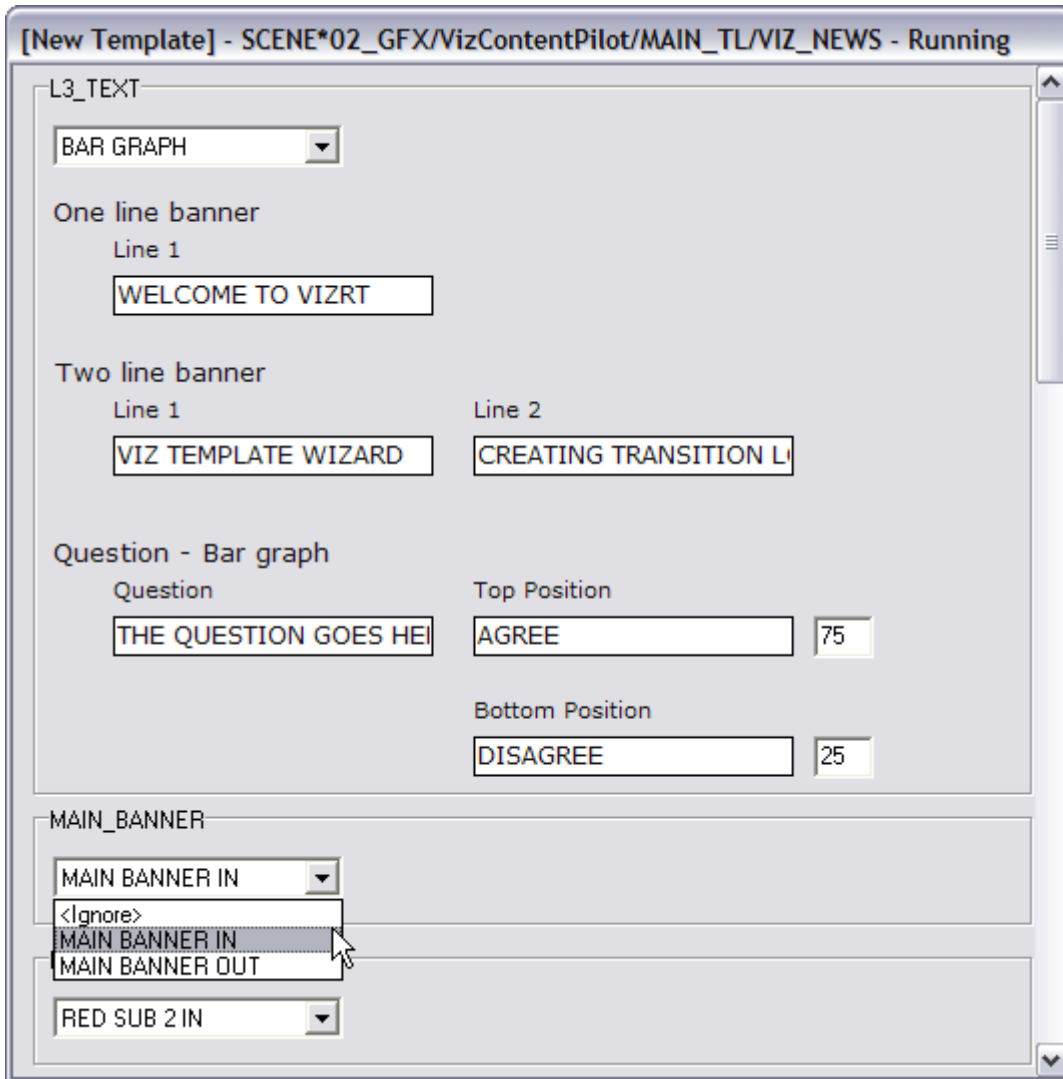 [New Template] - SCENE*02_GFX/VizContentPilot/MAIN_TL/VIZ_NEWS - Running
L3_TEXT
BAR GRAPH
One line banner
Line 1
WELCOME TO VIZRT
Two line banner
Line 1 Line 2
VIZ TEMPLATE WIZARD CREATING TRANSITION
Question - Bar graph
Question Top Position
THE QUESTION GOES AGREE 75
Bottom Position
DISAGREE 25
MAIN_BANNER
MAIN BANNER IN
<Ignore>
MAIN BANNER IN
MAIN BANNER OUT
RED SUB 2 IN